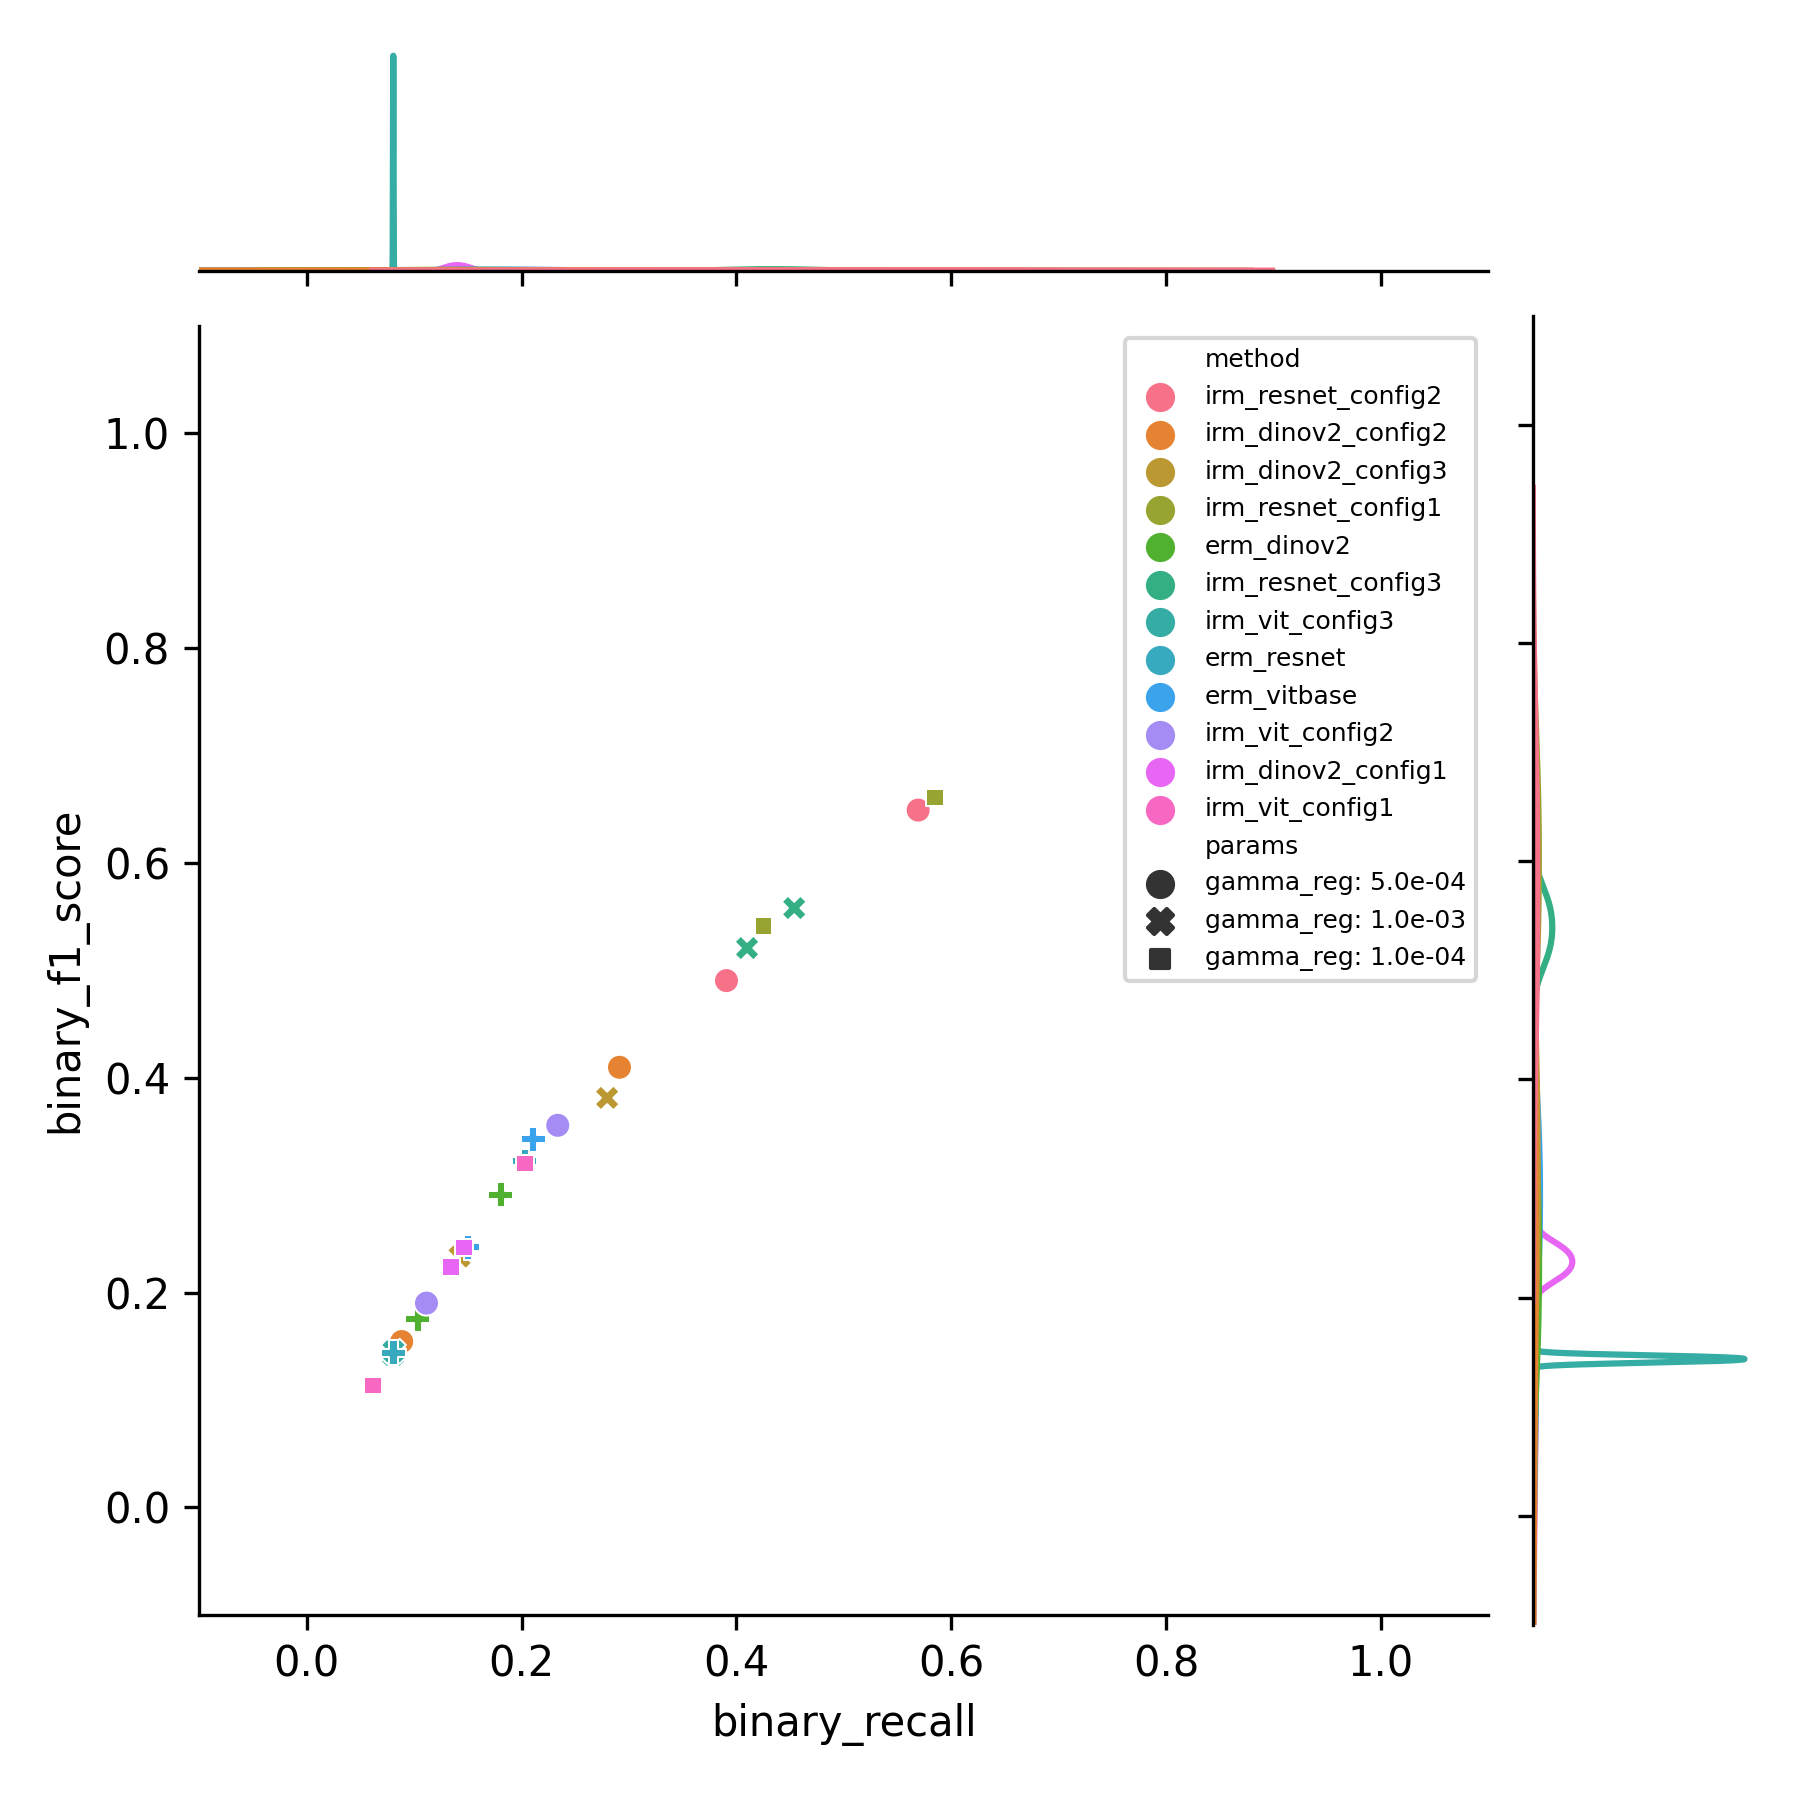 method
irm_resnet_config2
irm_dinov2_config2
irm_dinov2_config3
irm_resnet_config1
erm_dinov2
irm_resnet_config3
irm_vit_config3
erm_resnet
erm_vitbase
irm_vit_config2
irm_dinov2_config1
irm_vit_config1
params
gamma_reg: 5.0e-04
gamma_reg: 1.0e-03
gamma_reg: 1.0e-04
binary_f1_score
1.0
0.8
0.6
0.4
0.2
0.0
0.0 0.2 0.4 0.6 0.8 1.0
binary_recall